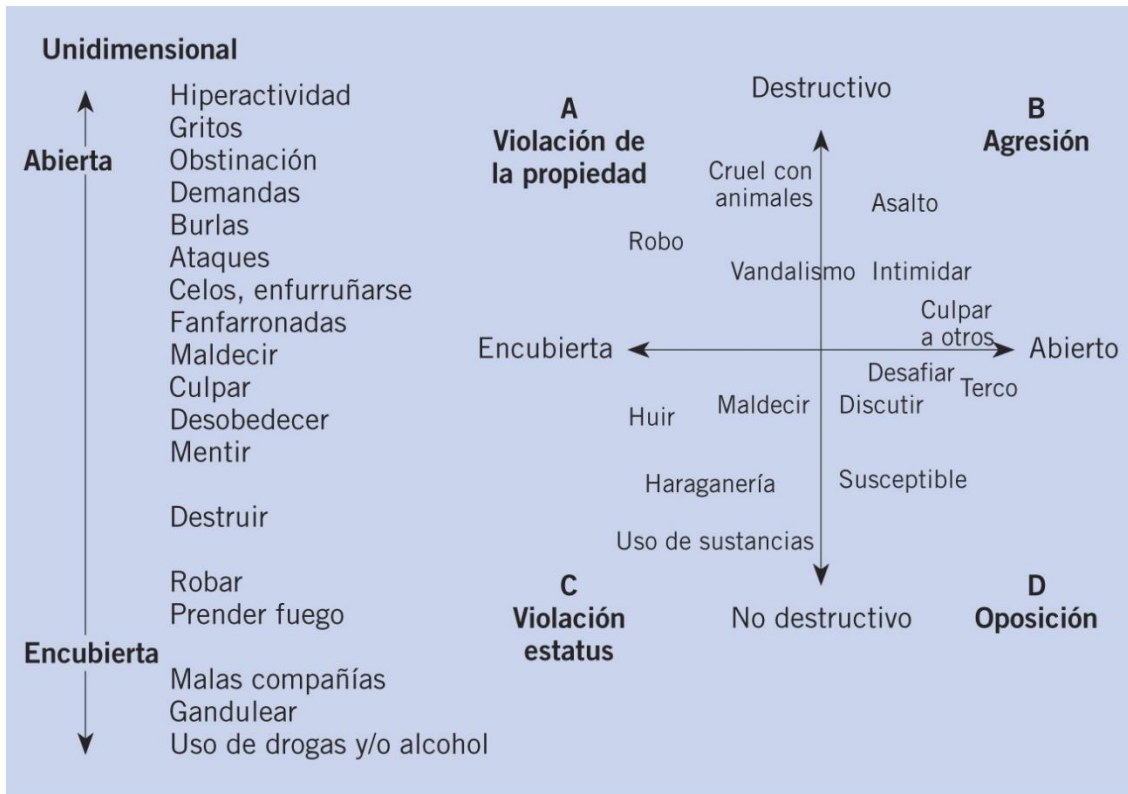 Unidimensional
Abierta
Hiperactividad
Gritos
Obstinación
Demandas
Burlas
Ataques
Celos, enfurruñarse
Fanfarronadas
Maldecir
Culpar
Desobedecer
Mentir
Destruir
Robar
Prender fuego
Encubierta
Malas compañías
Gandulear
Uso de drogas y/o alcohol
A
Violación de
la propiedad
Destructivo
B
Agresión
Cruel con
animales
Asalto
Robo
Vandalismo
Intimidar
Culpar
a otros
Encubierta
Abierto
Desafiar
Terco
Huir
Maldecir
Discutir
Haraganería
Susceptible
Uso de sustancias
C
Violación
estatus
No destructivo
D
Oposición